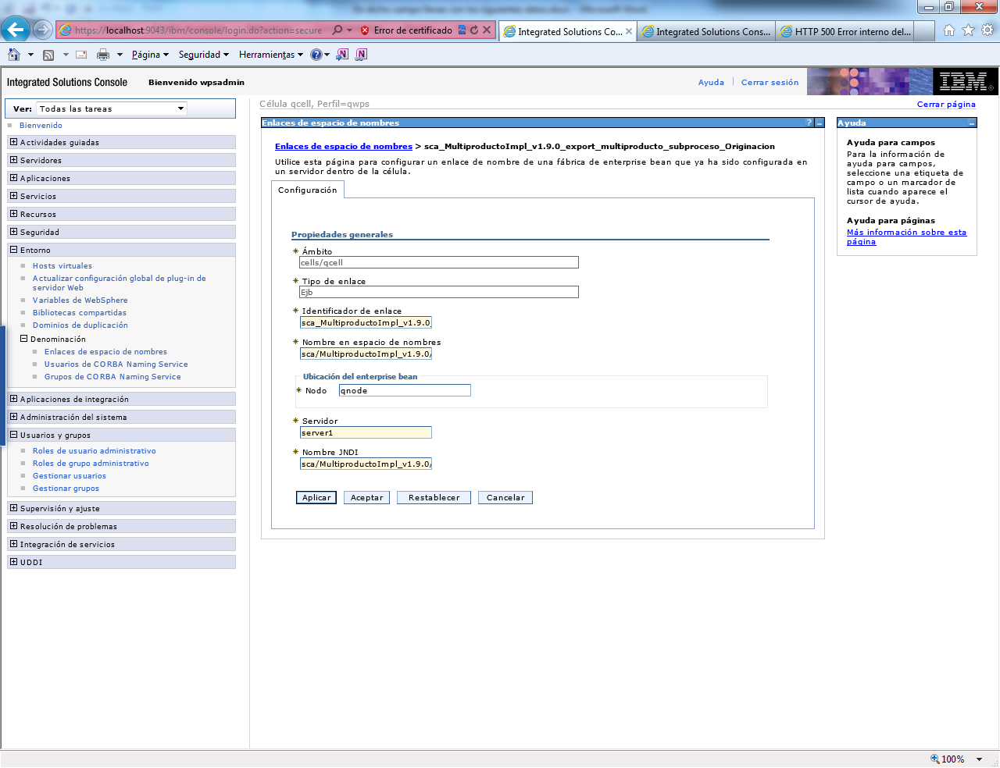 https://localhost:9043/ibm/console/login.do?action=secure
Error de certificado
Integrated Solutions Co...
Integrated Solutions Cons...
HTTP 500 Error interno del...
Página
Seguridad
Herramientas
Integrated Solutions Console
Bienvenido wpsadmin
Ayuda
Cerrar sesión
IBM
Ver: Todas las tareas
Bienvenido
Actividades guiadas
Servidores
Aplicaciones
Servicios
Recursos
Seguridad
Entorno
Hosts virtuales
Actualizar configuración global de plug-in de
servidor Web
Variables de WebSphere
Bibliotecas compartidas
Dominios de duplicación
Denominación
Enlaces de espacio de nombres
Usuarios de CORBA Naming Service
Grupos de CORBA Naming Service
Aplicaciones de integración
Administración del sistema
Usuarios y grupos
Roles de usuario administrativo
Roles de grupo administrativo
Gestionar usuarios
Gestionar grupos
Supervisión y ajuste
Resolución de problemas
Integración de servicios
UDDI
Célula qcell, Perfil=qwps
Cerrar página
Enlaces de espacio de nombres
Enlaces de espacio de nombres > sca_MultiproductoImpl_v1.9.0_export_multiproducto_subproceso_Originacion
Utilice esta página para configurar un enlace de nombre de una fábrica de enterprise bean que ya ha sido configurada en
un servidor dentro de la célula.
Configuración
Propiedades generales
* Ámbito
cells/qcell
* Tipo de enlace
Ejb
* Identificador de enlace
sca_MultiproductoImpl_v1.9.0_
* Nombre en espacio de nombres
sca/MultiproductoImpl_v1.9.0/
Ubicación del enterprise bean
* Nodo qnode
* Servidor
server1
* Nombre JNDI
sca/MultiproductoImpl_v1.9.0/
Aplicar
Aceptar
Restablecer
Cancelar
Ayuda
Ayuda para campos
Para la información de
ayuda para campos,
seleccione una etiqueta de
campo o un marcador de
lista cuando aparece el
cursor de ayuda.
Ayuda para páginas
Más información sobre esta
página
100%